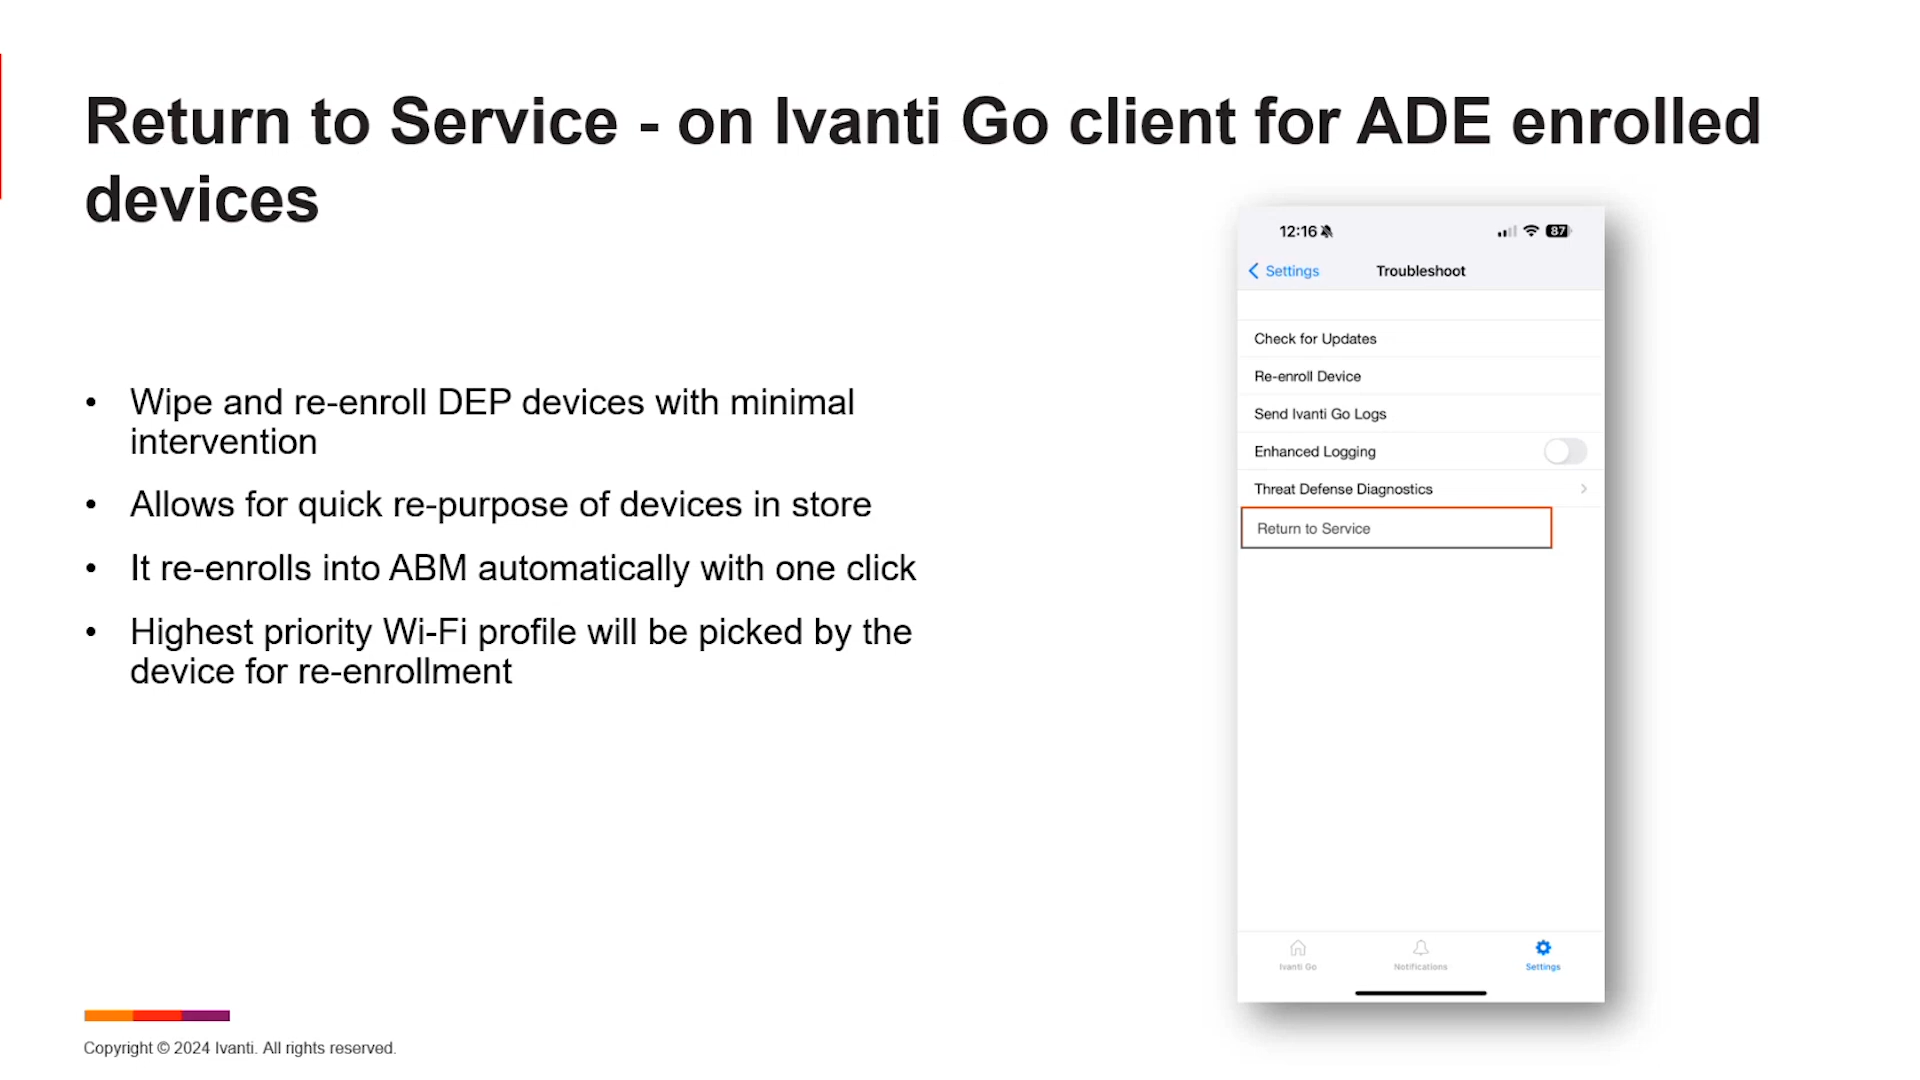 Return to Service - on Ivanti Go client for ADE enrolled
devices
• Wipe and re-enroll DEP devices with minimal
intervention
• Allows for quick re-purpose of devices in store
• It re-enrolls into ABM automatically with one click
• Highest priority Wi-Fi profile will be picked by the
device for re-enrollment
12:16 87
Settings Troubleshoot
Check for Updates
Re-enroll Device
Send Ivanti Go Logs
Enhanced Logging
Threat Defense Diagnostics
Return to Service
Ivanti Go Notifications Settings
Copyright © 2024 Ivanti. All rights reserved.